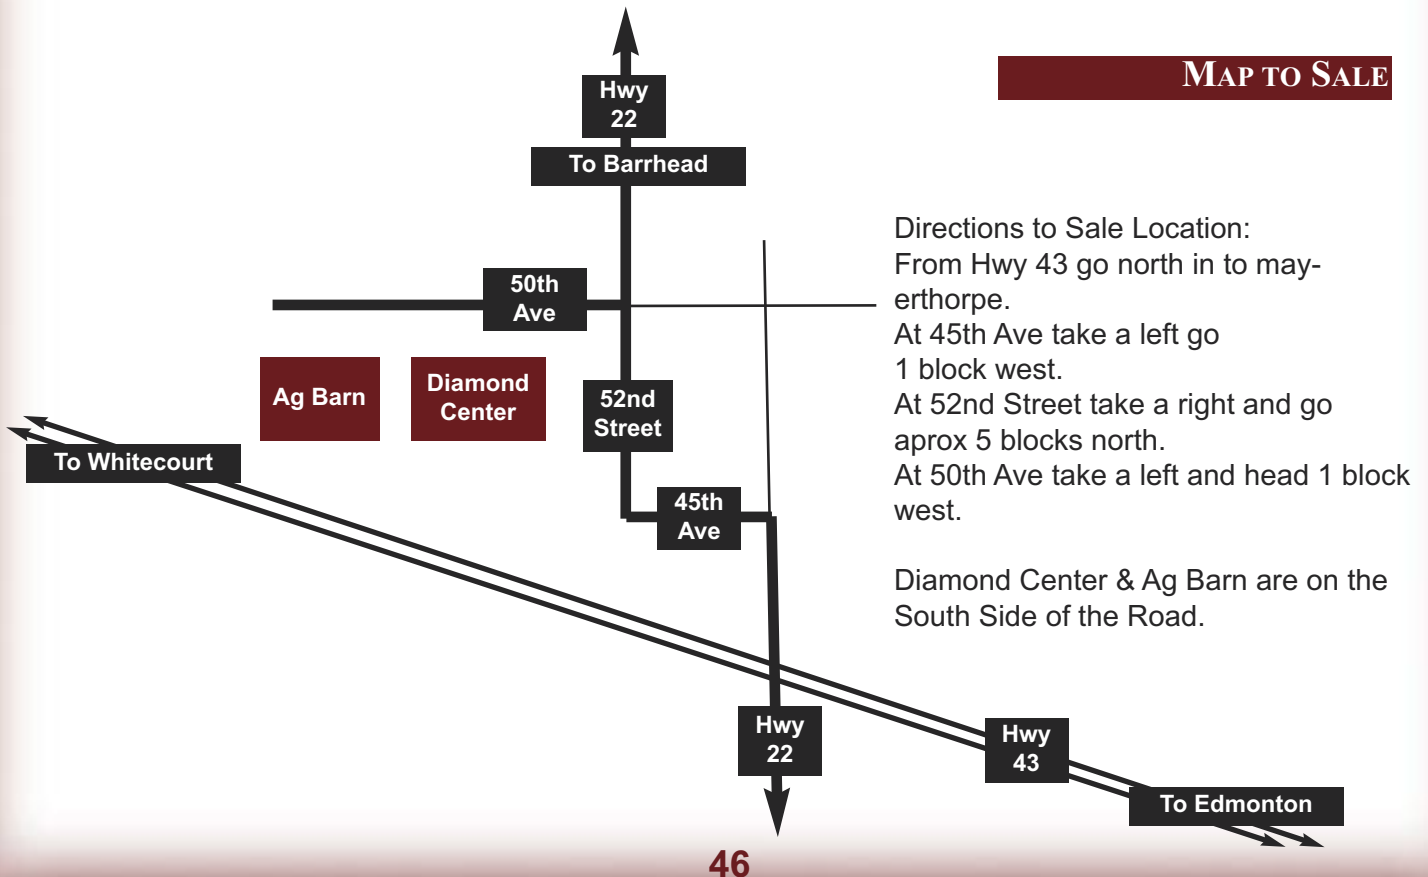 MAP TO SALE
Hwy
22
To Barrhead
50th
Ave
Ag Barn
Diamond
Center
52nd
Street
To Whitecourt
45th
Ave
Hwy
22
Hwy
43
To Edmonton
Directions to Sale Location:
From Hwy 43 go north in to may-
erthorpe.
At 45th Ave take a left go
1 block west.
At 52nd Street take a right and go
aprox 5 blocks north.
At 50th Ave take a left and head 1 block
west.
Diamond Center & Ag Barn are on the
South Side of the Road.
46